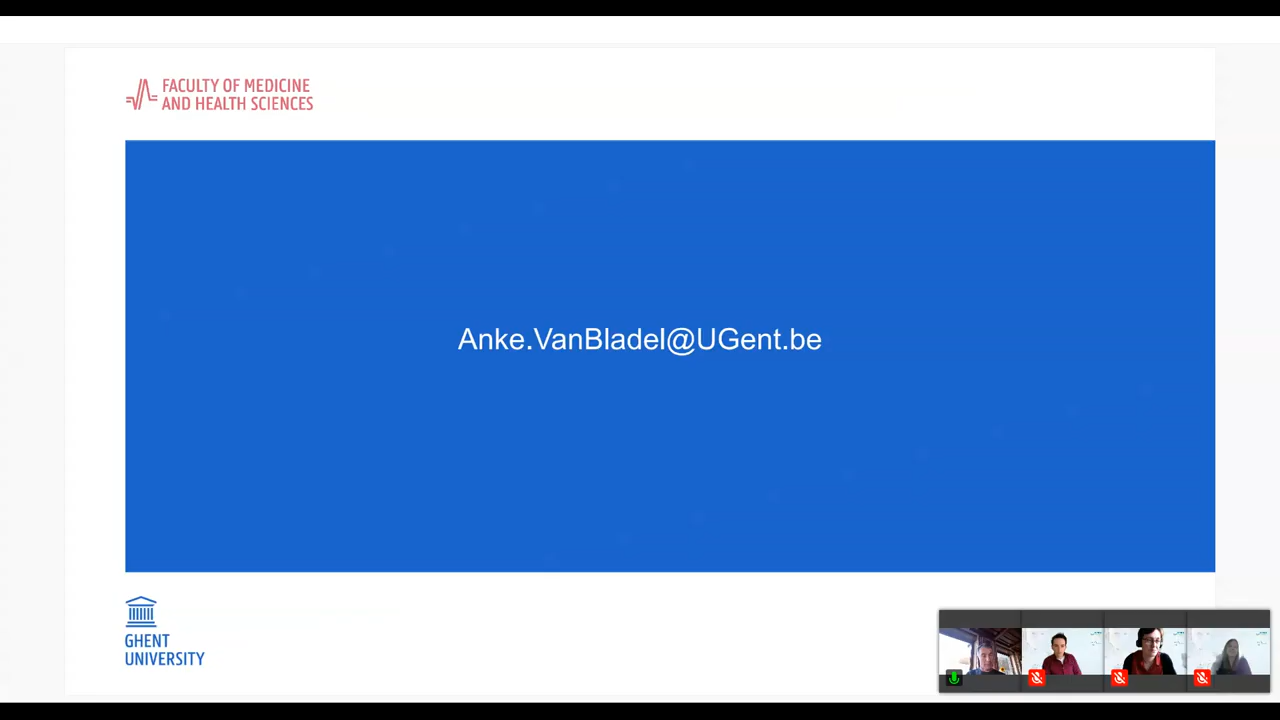 FACULTY OF MEDICINE
AND HEALTH SCIENCES
Anke.VanBladel@UGent.be
GHENT
UNIVERSITY